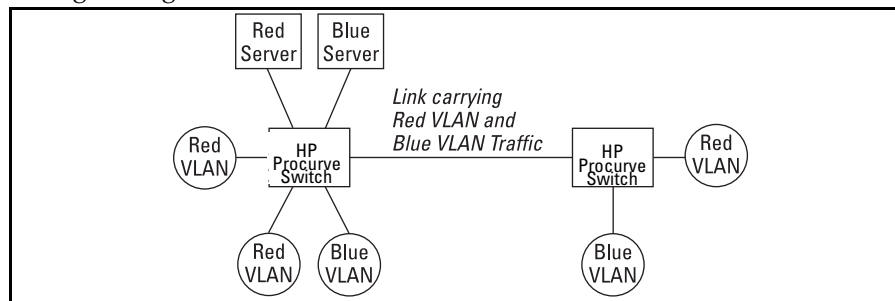 Red
Server
Blue
Server
Link carrying
Red VLAN and
Blue VLAN Traffic
Red
VLAN
HP
Procurve
Switch
HP
Procurve
Switch
Red
VLAN
Red
VLAN
Blue
VLAN
Blue
VLAN